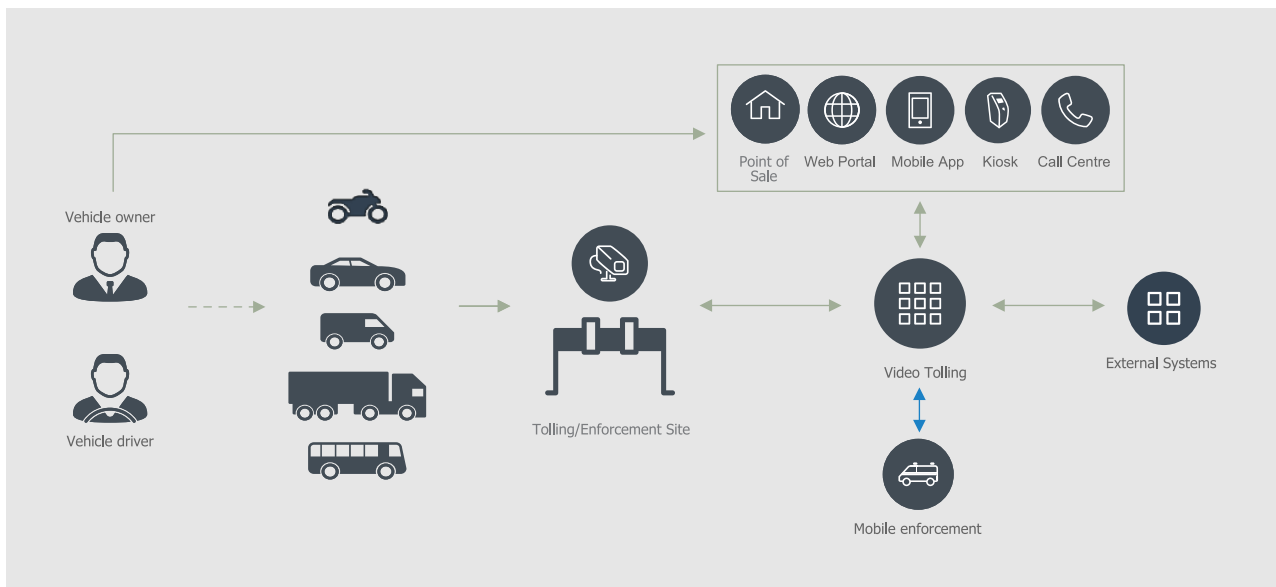 Point of
Sale
Web Portal
Mobile App
Kiosk
Call Centre
Vehicle owner
Vehicle driver
Tolling/Enforcement Site
Video Tolling
External Systems
Mobile enforcement